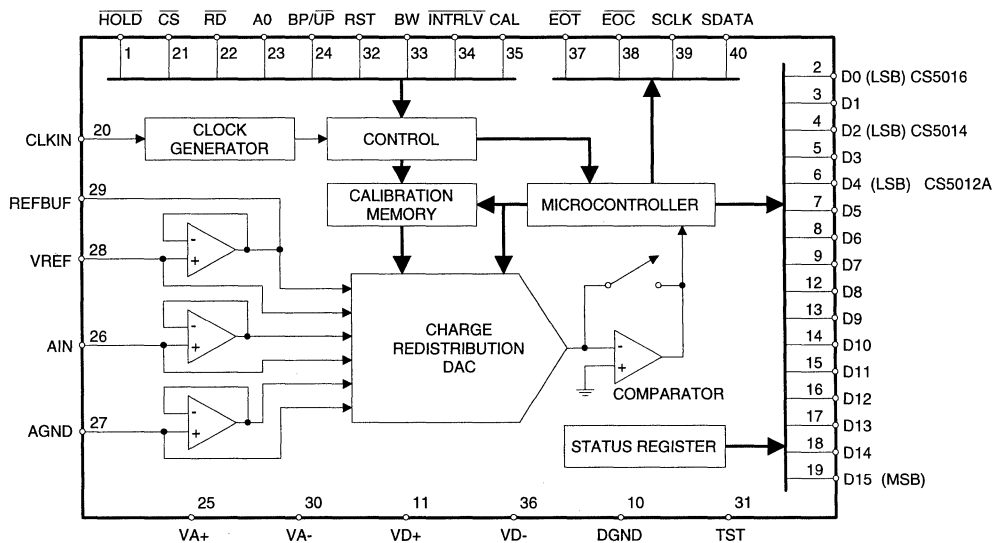 HOLD CS RD A0 BP/UP RST BW INTRLV CAL EOT EOC SCLK SDATA
1 21 22 23 24 32 33 34 35 37 38 39 40
2 D0 (LSB) CS5016
3 D1
4 D2 (LSB) CS5014
5 D3
6 D4 (LSB) CS5012A
7 D5
8 D6
9 D7
12 D8
13 D9
14 D10
15 D11
16 D12
17 D13
18 D14
19 D15 (MSB)
CLKIN 20
CLOCK
GENERATOR
CONTROL
REFBUF 29
CALIBRATION
MEMORY
MICROCONTROLLER
VREF 28
-
+
AIN 26
-
+
AGND 27
-
+
CHARGE
REDISTRIBUTION
DAC
-
+
COMPARATOR
STATUS REGISTER
25 30 11 36 10 31
VA+ VA- VD+ VD- DGND TST